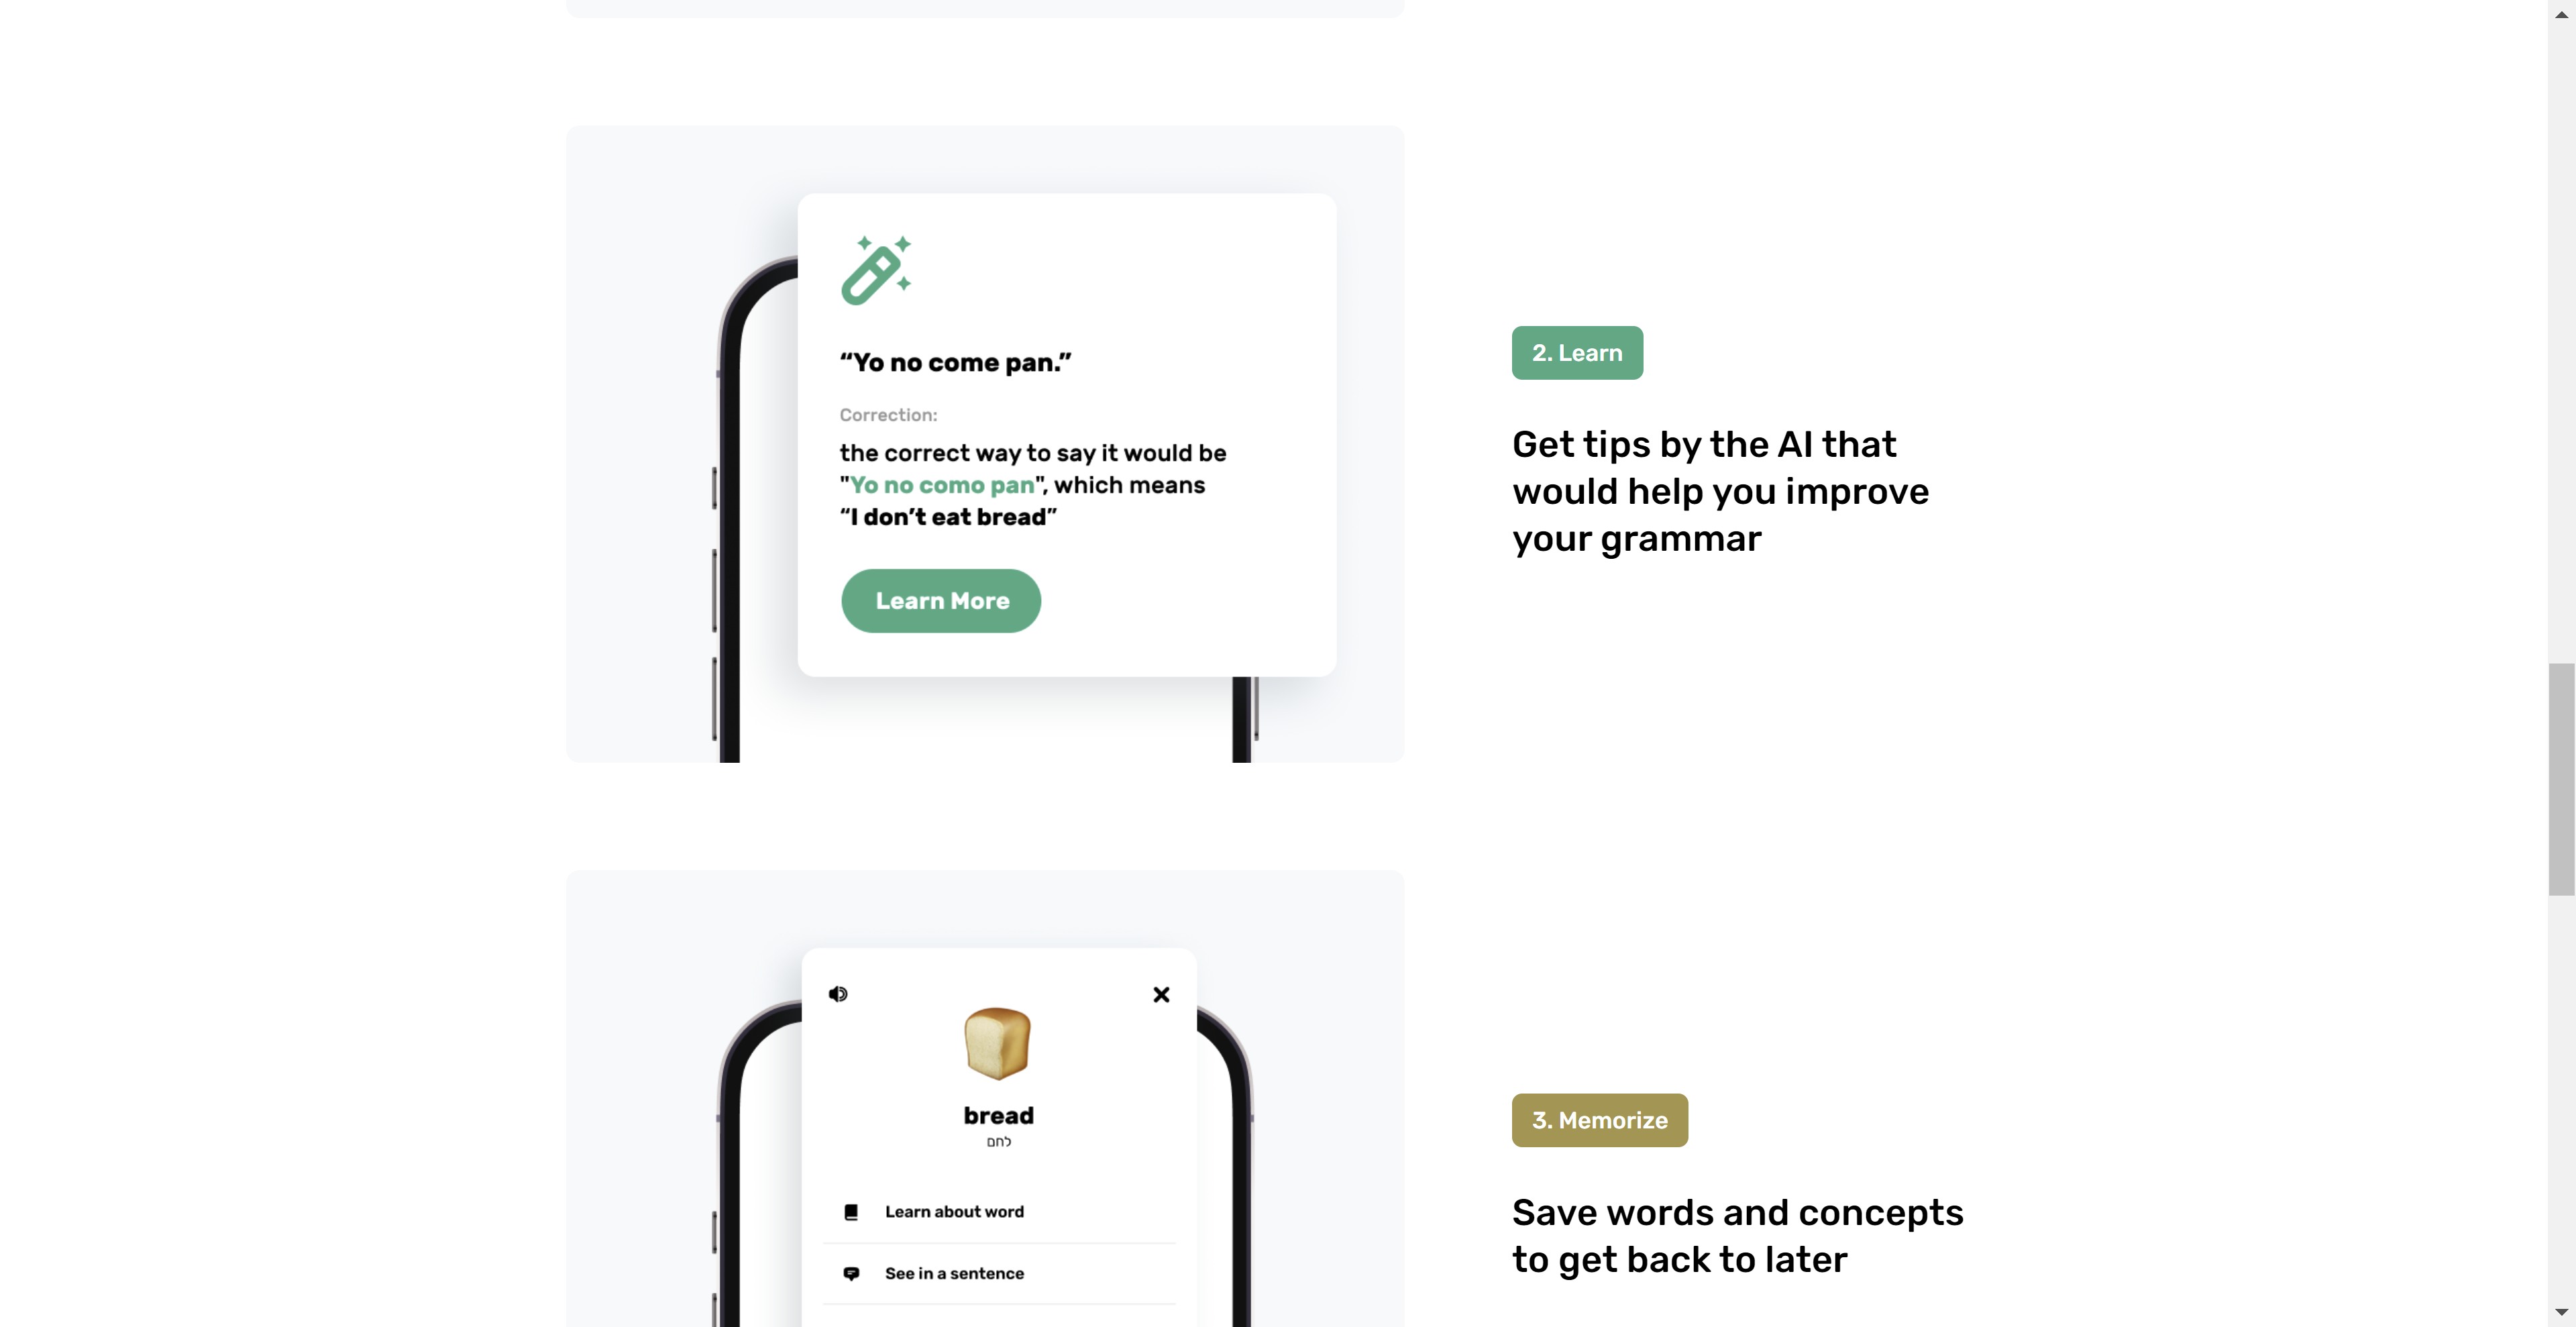 “Yo no come pan.”
Correction:
the correct way to say it would be
"Yo no como pan", which means
“I don’t eat bread”
Learn More
2. Learn
Get tips by the AI that
would help you improve
your grammar
bread
לחם
Learn about word
See in a sentence
3. Memorize
Save words and concepts
to get back to later